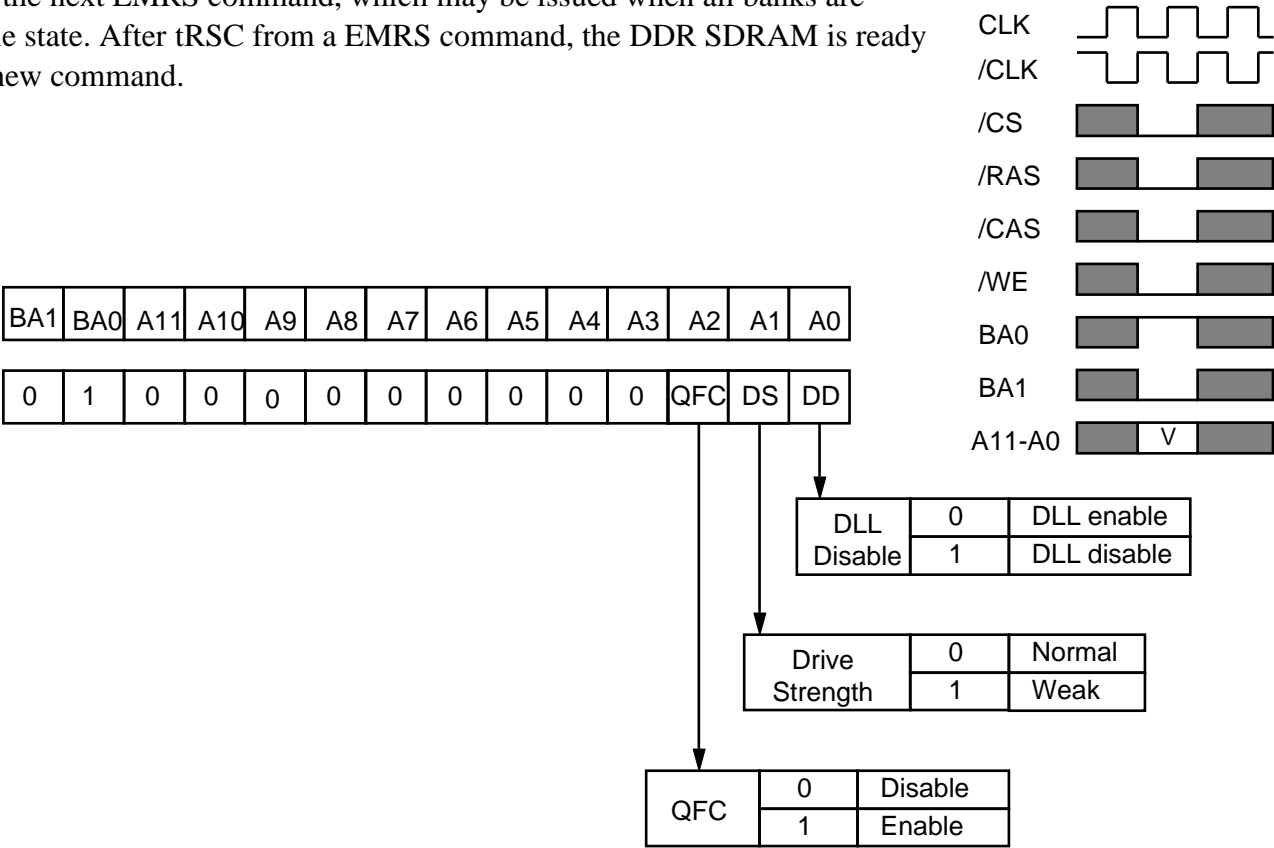 the next EMRS command, which may be issued when all banks are
e state. After tRSC from a EMRS command, the DDR SDRAM is ready
new command.
CLK
/CLK
/CS
/RAS
/CAS
/WE
BA0
BA1
A11-A0 V
BA1 BA0 A11 A10 A9 A8 A7 A6 A5 A4 A3 A2 A1 A0
0 1 0 0 0 0 0 0 0 0 0 QFC DS DD
DLL Disable
0 DLL enable
1 DLL disable
Drive Strength
0 Normal
1 Weak
QFC
0 Disable
1 Enable